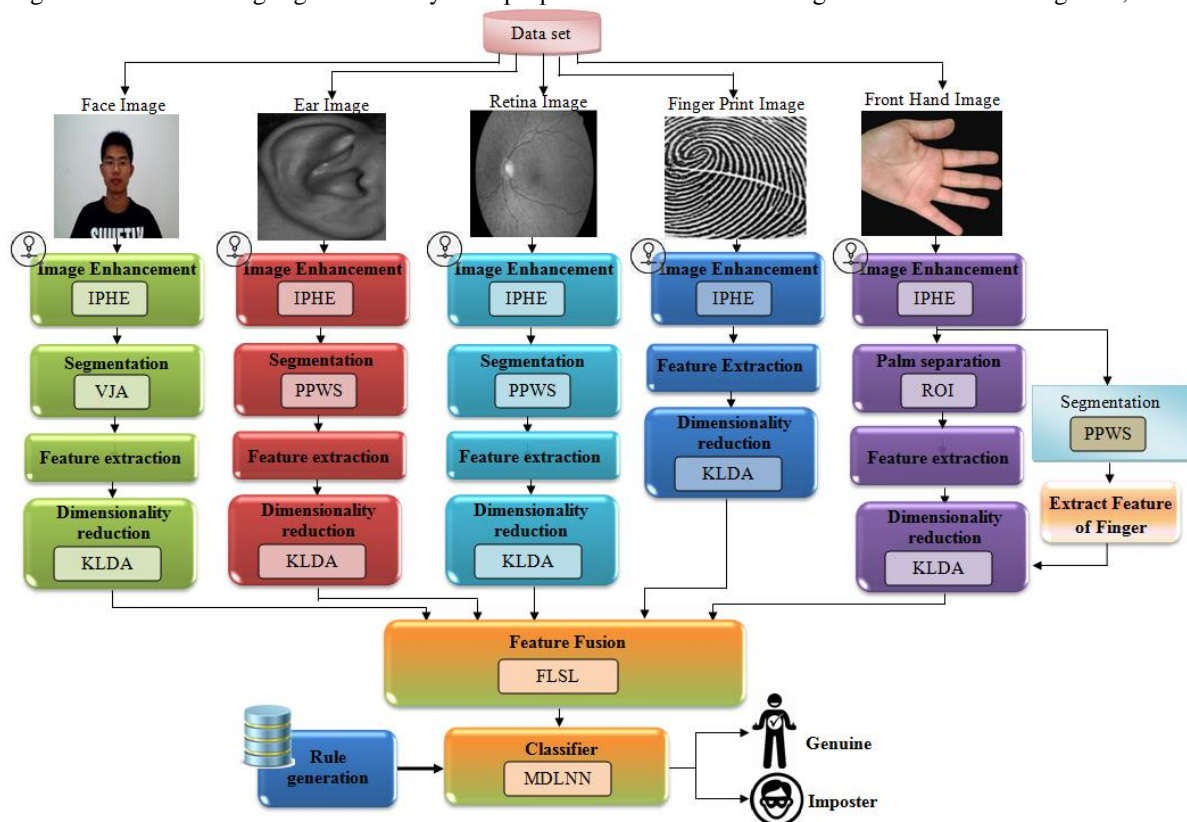 Data set
Face Image
Ear Image
Retina Image
Finger Print Image
Front Hand Image
Image Enhancement
IPHE
Image Enhancement
IPHE
Image Enhancement
IPHE
Image Enhancement
IPHE
Image Enhancement
IPHE
Segmentation
VJA
Segmentation
PPWS
Segmentation
PPWS
Feature Extraction
Palm separation
ROI
Segmentation
PPWS
Feature extraction
Feature extraction
Feature extraction
Dimensionality
reduction
KLDA
Feature extraction
Extract Feature
of Finger
Dimensionality
reduction
KLDA
Dimensionality
reduction
KLDA
Dimensionality
reduction
KLDA
Dimensionality
reduction
KLDA
Feature Fusion
FLSL
Rule
generation
Classifier
MDLNN
Genuine
Imposter